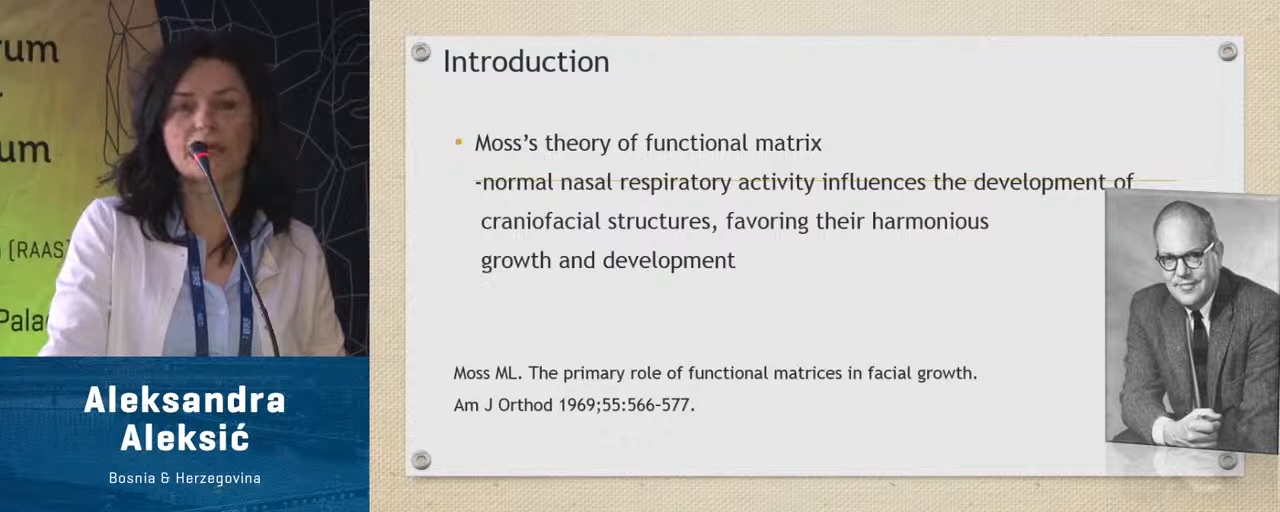 rum
um
(RAAS)
Pala
BRF
BRF
Aleksandra
Aleksić
Bosnia & Herzegovina
Introduction
Moss’s theory of functional matrix
-normal nasal respiratory activity influences the development of
craniofacial structures, favoring their harmonious
growth and development
Moss ML. The primary role of functional matrices in facial growth.
Am J Orthod 1969;55:566-577.